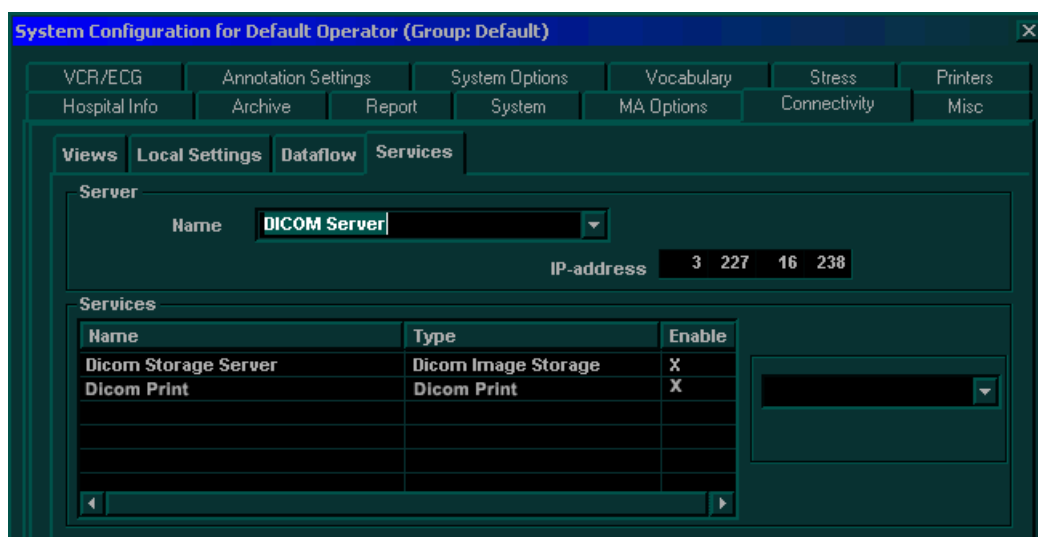 System Configuration for Default Operator (Group: Default)
VCR/ECG Annotation Settings System Options Vocabulary Stress Printers
Hospital Info Archive Report System MA Options Connectivity Misc
Views Local Settings Dataflow Services
Server
Name DICOM Server
IP-address 3 227 16 238
Services
Name Type Enable
Dicom Storage Server Dicom Image Storage X
Dicom Print Dicom Print X